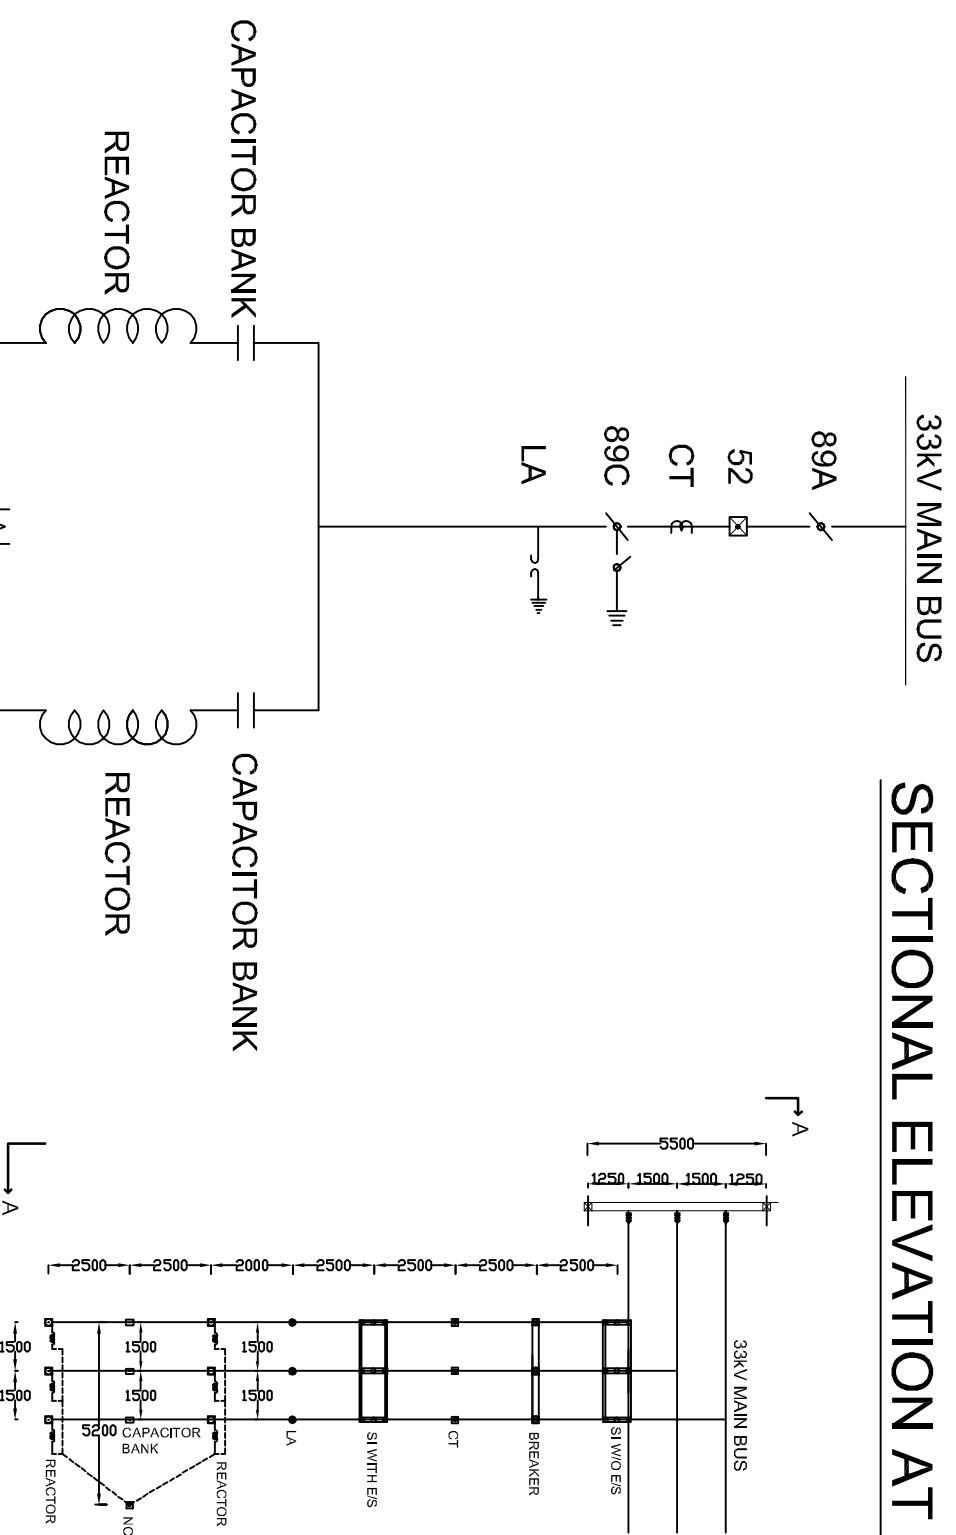 SECTIONAL ELEVATION AT
33kV MAIN BUS
89A
52
CT
89C
LA
CAPACITOR BANK
CAPACITOR BANK
REACTOR
REACTOR
A
5500
1250
1500
1500
1250
A
2500
2500
2000
2500
2500
2500
2500
33kV MAIN BUS
SI W/O E/S
BREAKER
CT
SI WITH E/S
LA
1500
1500
REACTOR
1500
1500
5200
CAPACITOR
BANK
NC
1500
1500
REACTOR